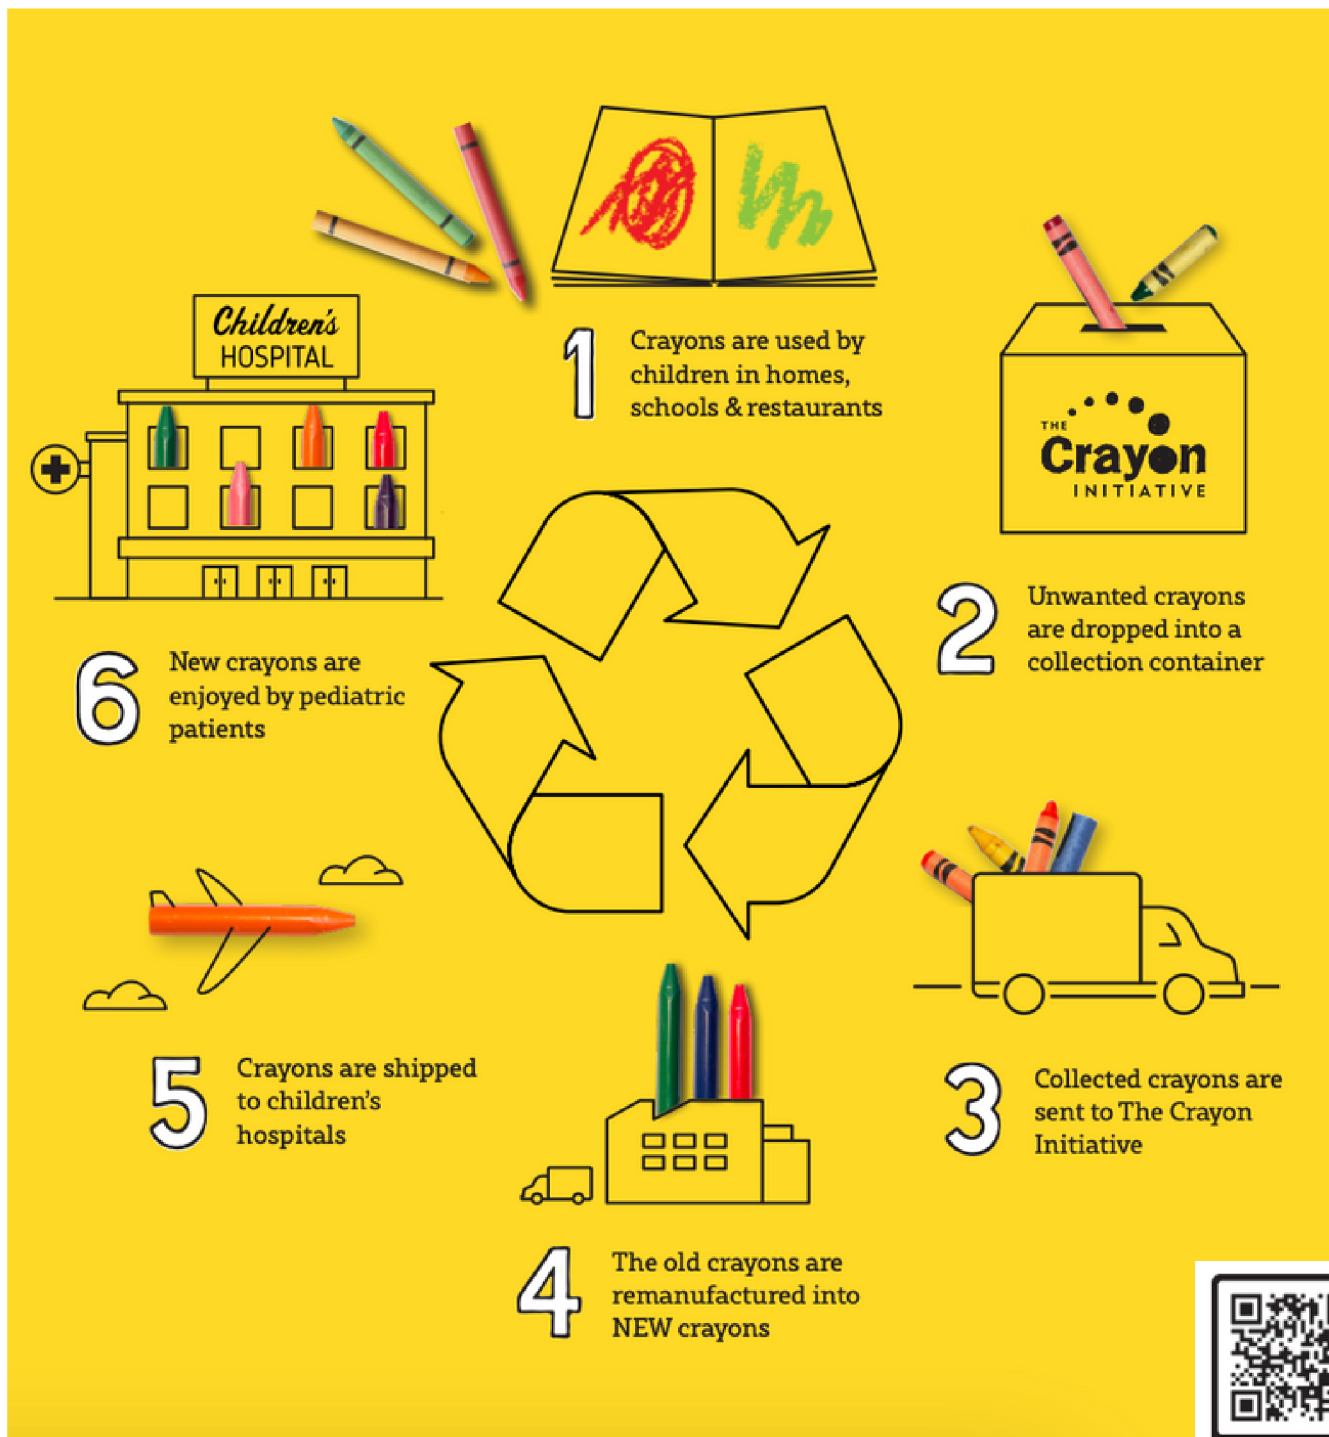 1
Crayons are used by
children in homes,
schools & restaurants
THE
Crayon
INITIATIVE
2
Unwanted crayons
are dropped into a
collection container
3
Collected crayons are
sent to The Crayon
Initiative
4
The old crayons are
remanufactured into
NEW crayons
5
Crayons are shipped
to children's
hospitals
Children's
HOSPITAL
6
New crayons are
enjoyed by pediatric
patients